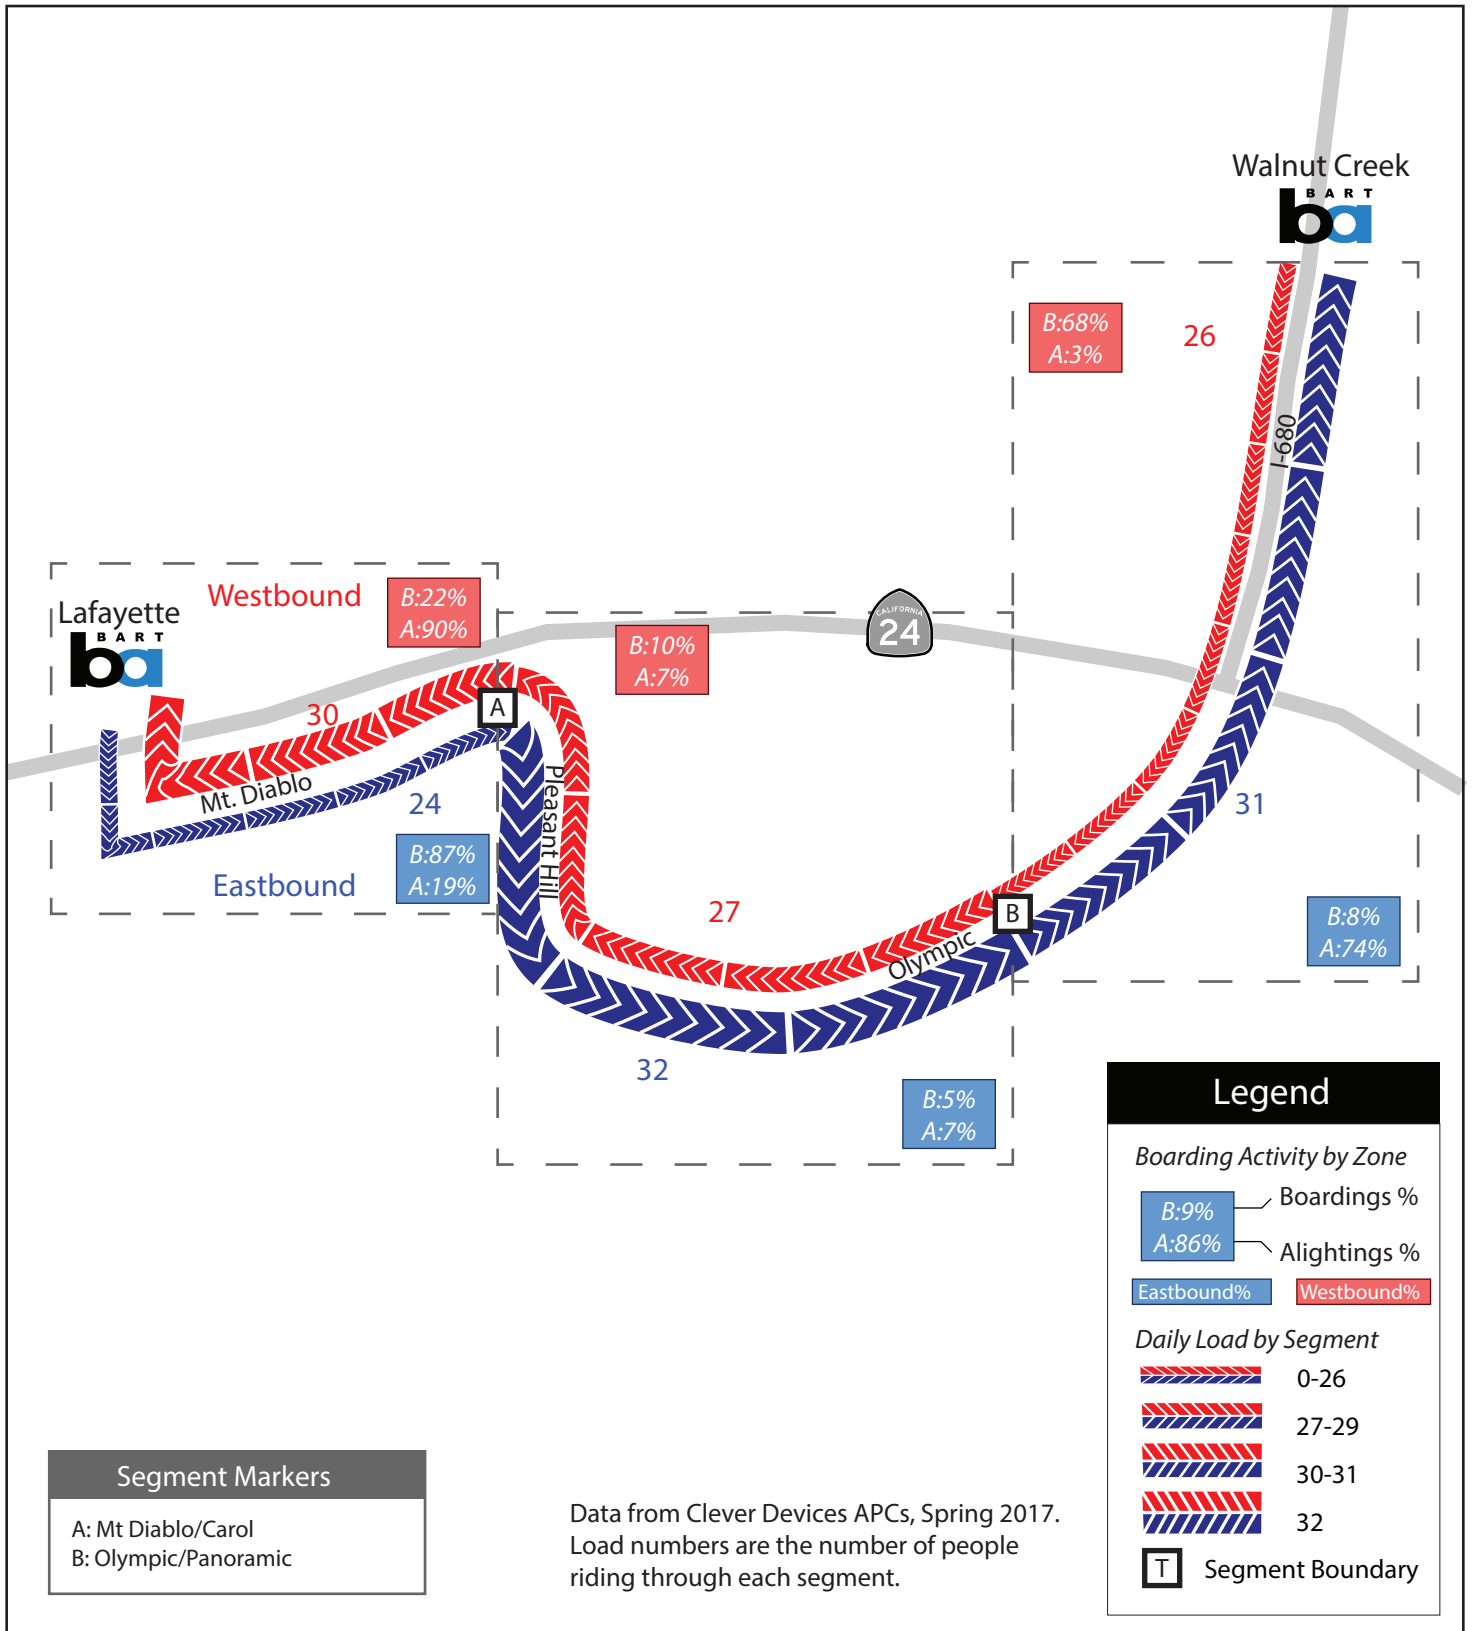 Walnut Creek
BART
ba
B:68%
A:3%
26
I-680
Westbound
B:22%
A:90%
Lafayette
BART
ba
B:10%
A:7%
CALIFORNIA
24
A
30
Mt. Diablo
24
Pleasant Hill
31
B:87%
A:19%
Eastbound
27
B
Olympic
B:8%
A:74%
32
B:5%
A:7%
Legend
Boarding Activity by Zone
B:9%
A:86%
Boardings %
Alightings %
Eastbound%
Westbound%
Daily Load by Segment
0-26
27-29
30-31
32
T
Segment Boundary
Segment Markers
A: Mt Diablo/Carol
B: Olympic/Panoramic
Data from Clever Devices APCs, Spring 2017.
Load numbers are the number of people
riding through each segment.